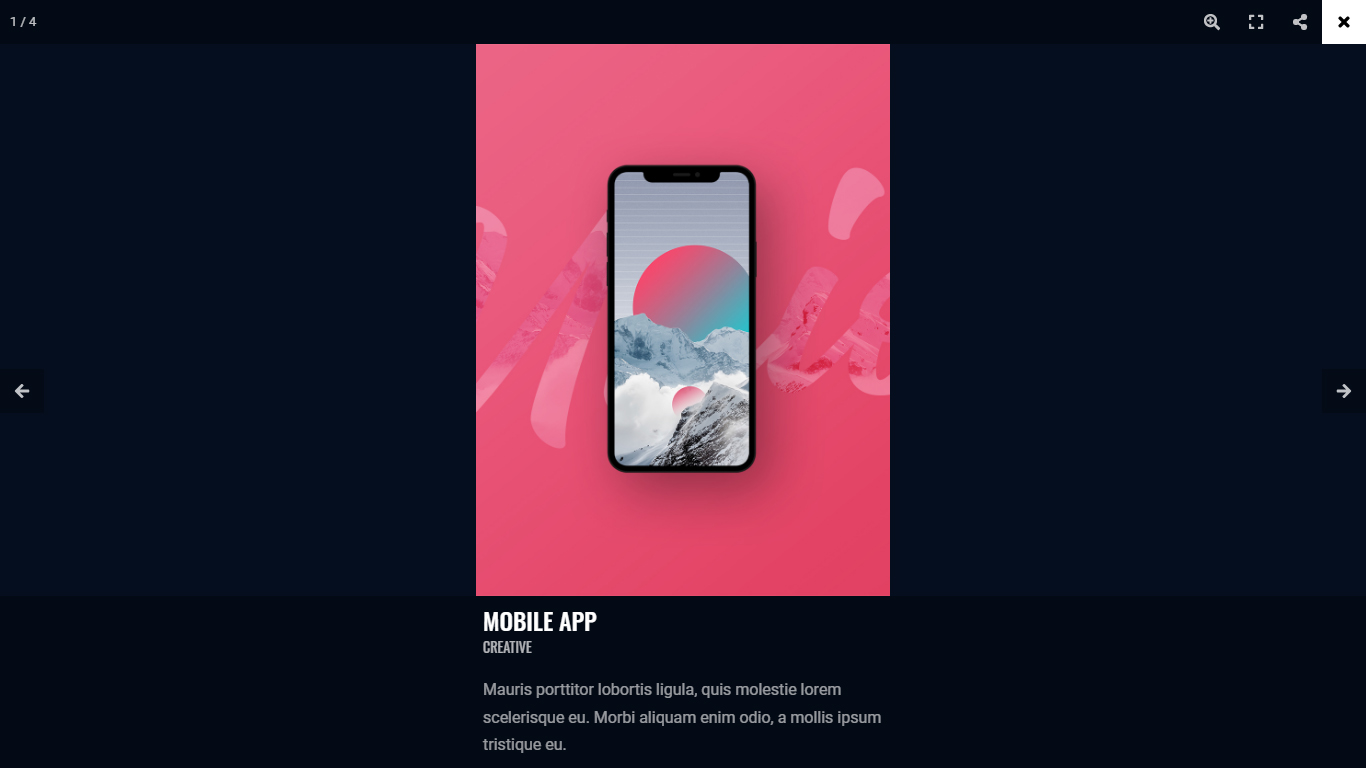 1 / 4
MOBILE APP
CREATIVE
Mauris porttitor lobortis ligula, quis molestie lorem
scelerisque eu. Morbi aliquam enim odio, a mollis ipsum
tristique eu.